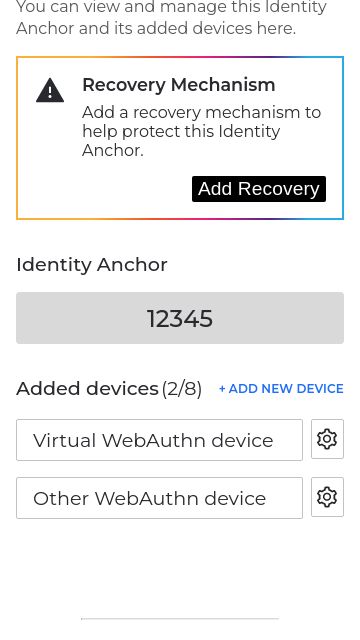 You can view and manage this Identity
Anchor and its added devices here.
Recovery Mechanism
Add a recovery mechanism to
help protect this Identity
Anchor.
Add Recovery
Identity Anchor
12345
Added devices (2/8) + ADD NEW DEVICE
Virtual WebAuthn device
Other WebAuthn device